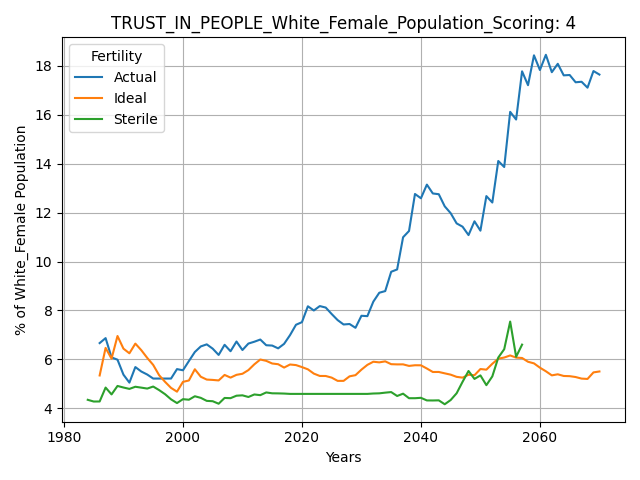 TRUST_IN_PEOPLE_White_Female_Population_Scoring: 4
Fertility
Actual
Ideal
Sterile
% of White_Female Population
18
16
14
12
10
8
6
4
1980
2000
2020
2040
2060
Years